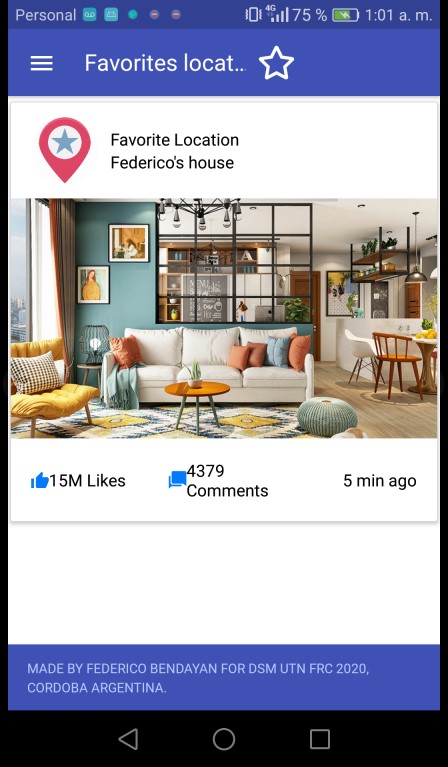 Personal 4G 75 % 1:01 a. m.
Favorites locat...
Favorite Location
Federico's house
MENU
15M Likes
4379
Comments
5 min ago
MADE BY FEDERICO BENDAYAN FOR DSM UTN FRC 2020,
CORDOBA ARGENTINA.